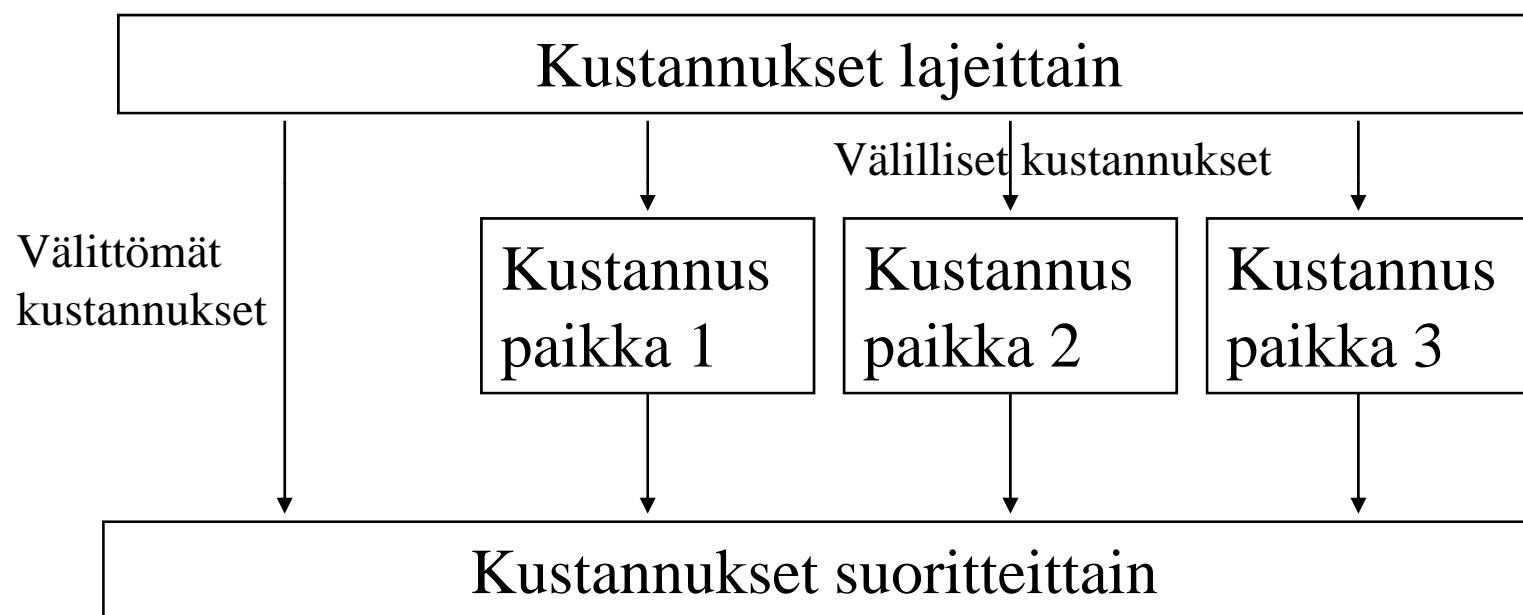 Kustannukset lajeittain
Välilliset kustannukset
Välittömät
kustannukset
Kustannus
paikka 1
Kustannus
paikka 2
Kustannus
paikka 3
Kustannukset suoritteittain